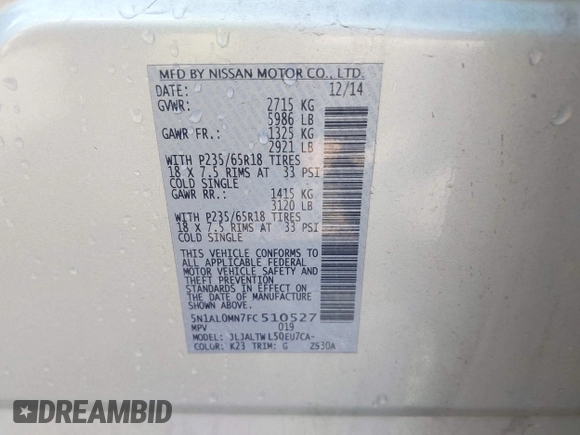 MFD BY NISSAN MOTOR CO., LTD.
DATE: 12/14
GVWR: 2715 KG
5986 LB
GAWR FR.: 1325 KG
2921 LB
WITH P235/65R18 TIRES
18 X 7.5 RIMS AT 33 PSI
COLD SINGLE
GAWR RR.: 1415 KG
3120 LB
WITH P235/65R18 TIRES
18 X 7.5 RIMS AT 33 PSI
COLD SINGLE
THIS VEHICLE CONFORMS TO
ALL APPLICABLE FEDERAL
MOTOR VEHICLE SAFETY AND
THEFT PREVENTION
STANDARDS IN EFFECT ON
THE DATE OF MANUFACTURE
SHOWN ABOVE.
5N1AL0MN7FC510527
MPV 019
MODEL: JLJALTWL50EU7CA-
COLOR: K23 TRIM: G ZS30A
DREAMBID